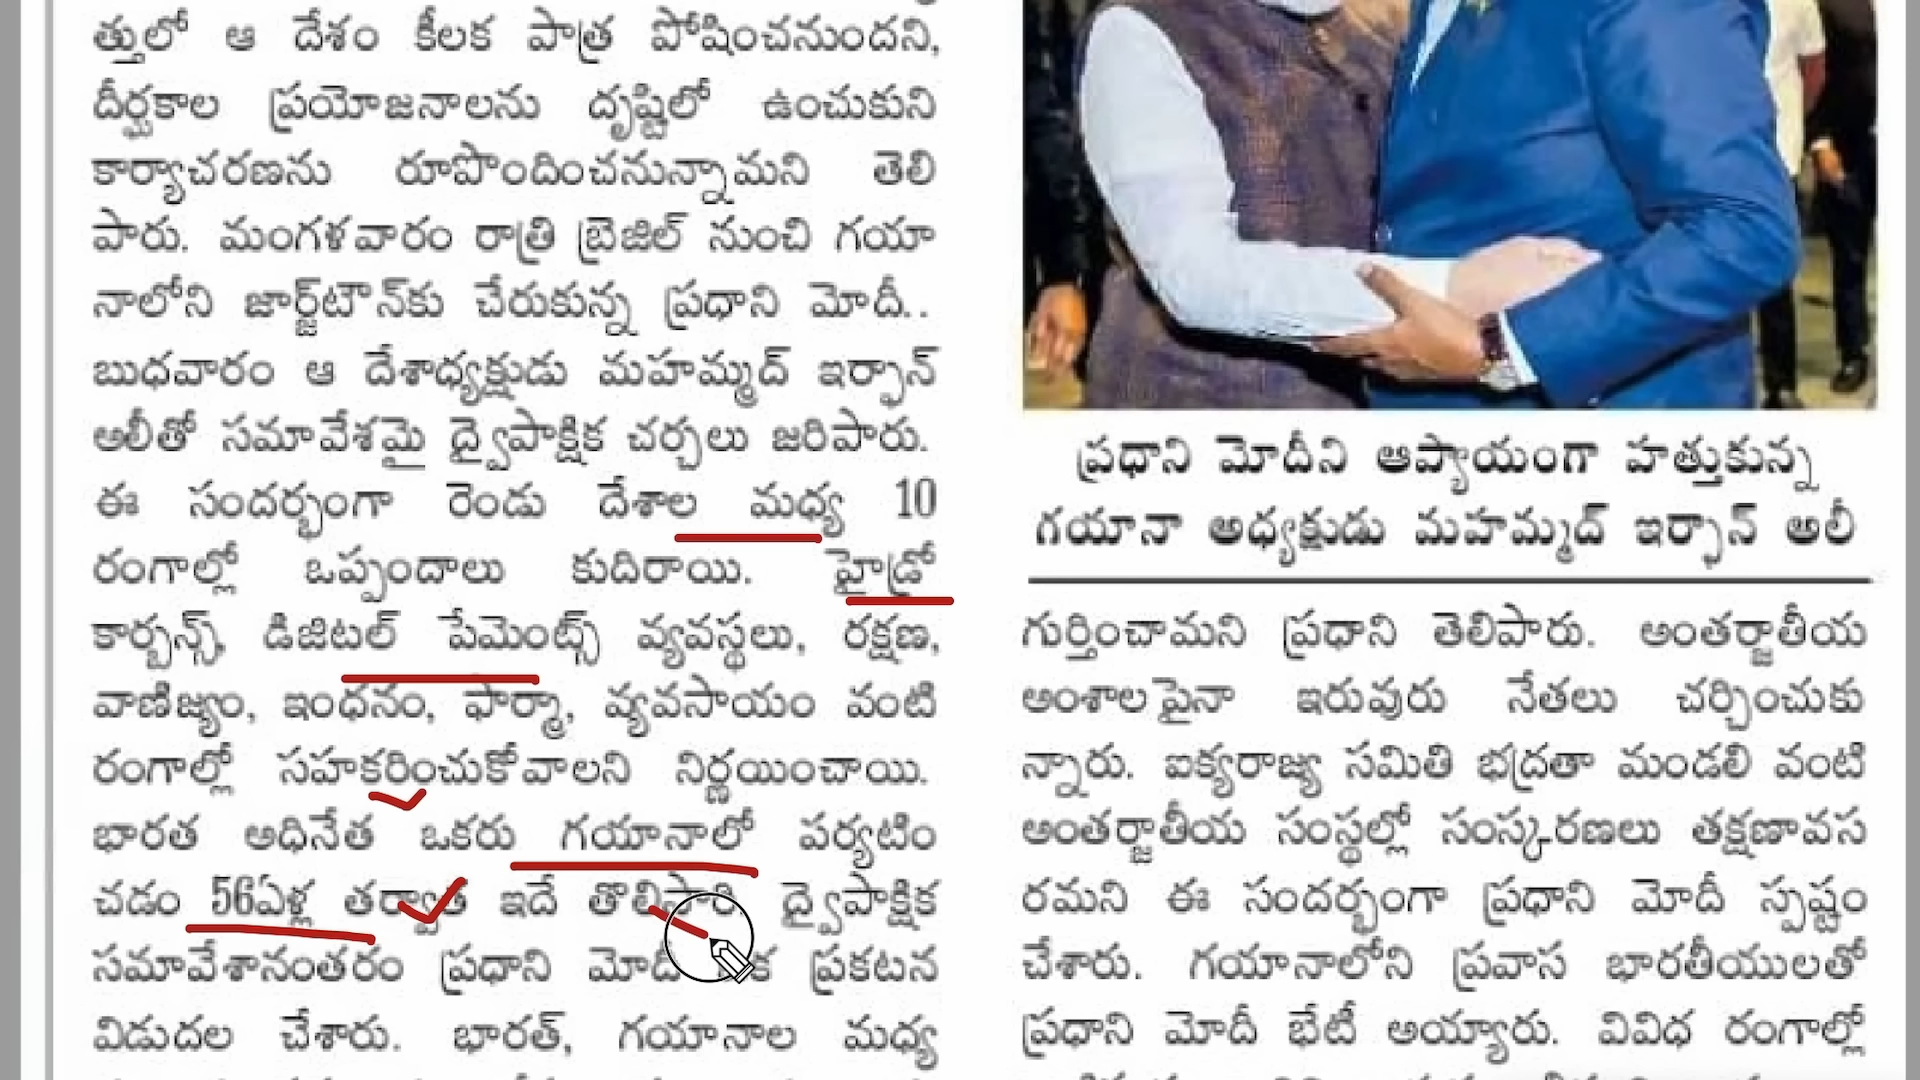 త్తులో ఆ దేశం కీలక పాత్ర పోషించనుందని,
దీర్ఘకాల ప్రయోజనాలను దృష్టిలో ఉంచుకుని
కార్యాచరణను రూపొందించనున్నామని తెలి
పారు. మంగళవారం రాత్రి బ్రెజిల్ నుంచి గయా
నాలోని జార్జ్‌టౌన్‌కు చేరుకున్న ప్రధాని మోదీ..
బుధవారం ఆ దేశాధ్యక్షుడు మహమ్మద్ ఇర్ఫాన్
అలీతో సమావేశమై ద్వైపాక్షిక చర్చలు జరిపారు.
ఈ సందర్భంగా రెండు దేశాల మధ్య 10
రంగాల్లో ఒప్పందాలు కుదిరాయి. హైడ్రో
కార్బన్స్, డిజిటల్ పేమెంట్స్ వ్యవస్థలు, రక్షణ,
వాణిజ్యం, ఇంధనం, ఫార్మా, వ్యవసాయం వంటి
రంగాల్లో సహకరించుకోవాలని నిర్ణయించాయి.
భారత అధినేత ఒకరు గయానాలో పర్యటిం
చడం 56ఏళ్ల తర్వాత ఇదే తొలిసారి. ద్వైపాక్షిక
సమావేశానంతరం ప్రధాని మోదీ ప్రకటన
విడుదల చేశారు. భారత్, గయానాల మధ్య
ప్రధాని మోదీని ఆప్యాయంగా హత్తుకున్న
గయానా అధ్యక్షుడు మహమ్మద్ ఇర్ఫాన్ అలీ
గుర్తించామని ప్రధాని తెలిపారు. అంతర్జాతీయ
అంశాలపైనా ఇరువురు నేతలు చర్చించుకు
న్నారు. ఐక్యరాజ్య సమితి భద్రతా మండలి వంటి
అంతర్జాతీయ సంస్థల్లో సంస్కరణలు తక్షణావస
రమని ఈ సందర్భంగా ప్రధాని మోదీ స్పష్టం
చేశారు. గయానాలోని ప్రవాస భారతీయులతో
ప్రధాని మోదీ భేటీ అయ్యారు. వివిధ రంగాల్లో